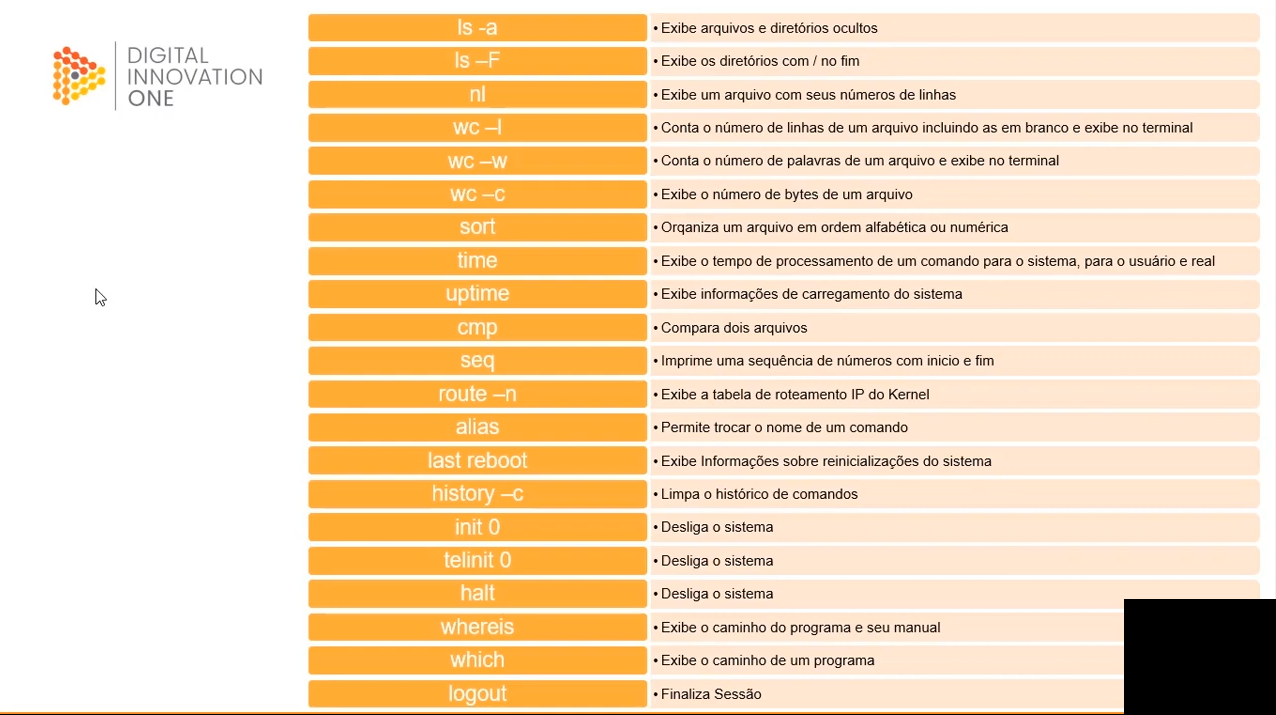 DIGITAL
INNOVATION
ONE
ls -a
• Exibe arquivos e diretórios ocultos
ls –F
• Exibe os diretórios com / no fim
nl
• Exibe um arquivo com seus números de linhas
wc –l
• Conta o número de linhas de um arquivo incluindo as em branco e exibe no terminal
wc –w
• Conta o número de palavras de um arquivo e exibe no terminal
wc –c
• Exibe o número de bytes de um arquivo
sort
• Orqaniza um arquivo em ordem alfabética ou numérica
time
• Exibe o tempo de processamento de um comando para o sistema, para o usuário e real
uptime
• Exibe informações de carregamento do sistema
cmp
• Compara dois arquivos
seq
• Imprime uma sequência de números com inicio e fim
route –n
• Exibe a tabela de roteamento IP do Kernel
alias
• Permite trocar o nome de um comando
last reboot
• Exibe Informações sobre reinicializações do sistema
history –c
• Limpa o histórico de comandos
init 0
• Desliga o sistema
telinit 0
• Desliga o sistema
halt
• Desliga o sistema
whereis
• Exibe o caminho do programa e seu manual
which
• Exibe o caminho de um programa
logout
• Finaliza Sessão